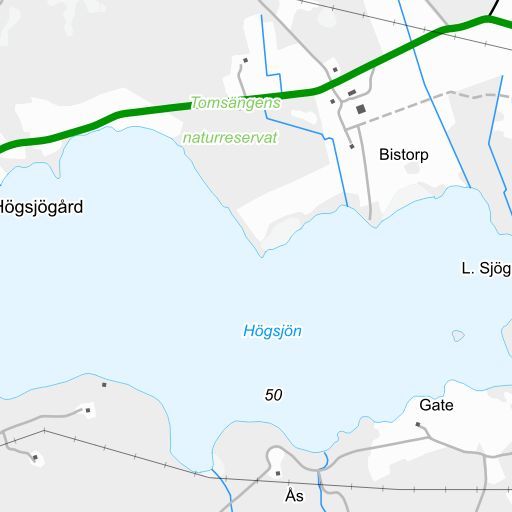 Tomsängens
naturreservat
Bistorp
Högsjögård
L. Sjög
Högsjön
50
Gate
Ås